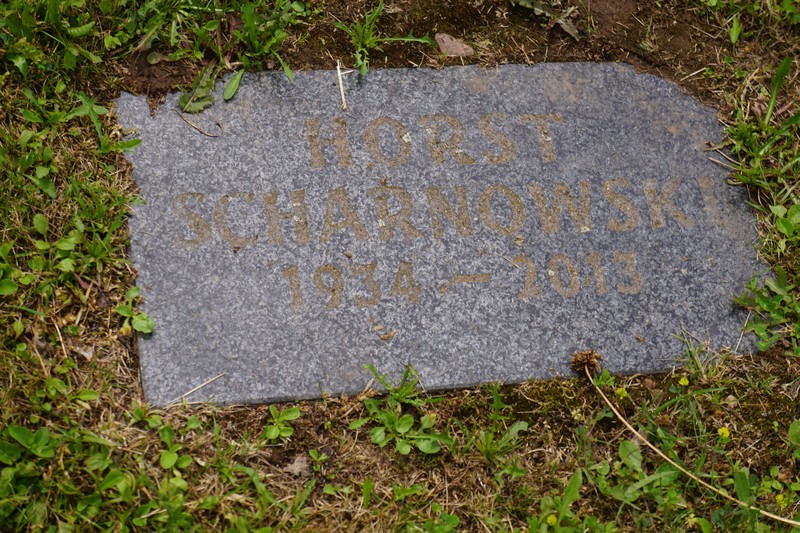 HORST
SCHARNOWSKI
1934 – 2013